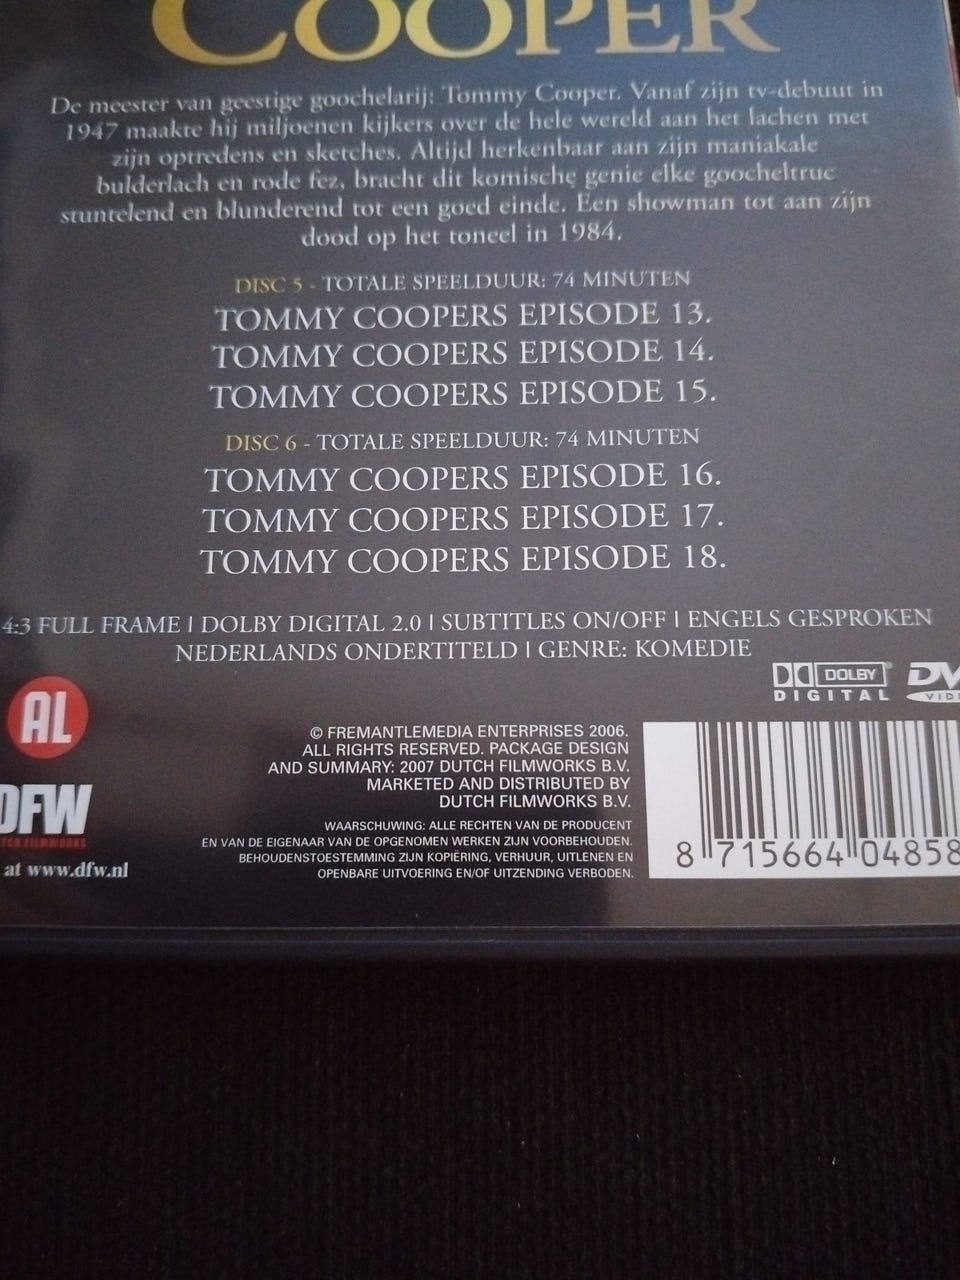 COOPER
De meester van geestige goochelarij: Tommy Cooper. Vanaf zijn tv-debuut in
1947 maakte hij miljoenen kijkers over de hele wereld aan het lachen met
zijn optredens en sketches. Altijd herkenbaar aan zijn maniakale
bulderlach en rode fez, bracht dit komische genie elke goocheltruc
stuntelend en blunderend tot een goed einde. Een showman tot aan zijn
dood op het toneel in 1984.
DISC 5 - TOTALE SPEELDUUR: 74 MINUTEN
TOMMY COOPERS EPISODE 13.
TOMMY COOPERS EPISODE 14.
TOMMY COOPERS EPISODE 15.
DISC 6 - TOTALE SPEELDUUR: 74 MINUTEN
TOMMY COOPERS EPISODE 16.
TOMMY COOPERS EPISODE 17.
TOMMY COOPERS EPISODE 18.
4:3 FULL FRAME | DOLBY DIGITAL 2.0 | SUBTITLES ON/OFF | ENGELS GESPROKEN
NEDERLANDS ONDERTITELD | GENRE: KOMEDIE
DOLBY
DIGITAL
DV
VID
AL
DFW
TCH FILMWORKS
at www.dfw.nl
© FREMANTLEMEDIA ENTERPRISES 2006.
ALL RIGHTS RESERVED. PACKAGE DESIGN
AND SUMMARY: 2007 DUTCH FILMWORKS B.V.
MARKETED AND DISTRIBUTED BY
DUTCH FILMWORKS B.V.
WAARSCHUWING: ALLE RECHTEN VAN DE PRODUCENT
EN VAN DE EIGENAAR VAN DE OPGENOMEN WERKEN ZIJN VOORBEHOUDEN.
BEHOUDENSTOESTEMMING ZIJN KOPIËRING, VERHUUR, UITLENEN EN
OPENBARE UITVOERING EN/OF UITZENDING VERBODEN.
8 715664 04858